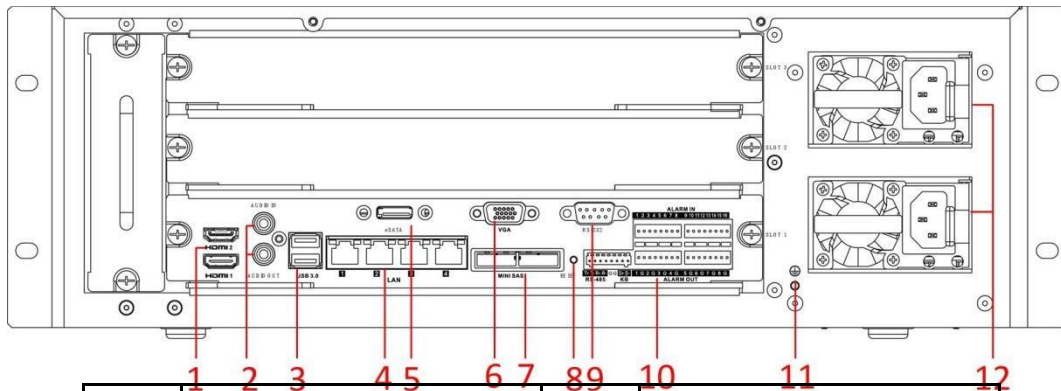 SLOT 3
SLOT 2
AUDIO IN
ALARM IN
1 2 3 4 5 6 7 8 9 10 11 12 13 14 15 16
eSATA
VGA
RS-232
SLOT 1
HDMI 2
HDMI 1
AUDIO OUT
USB 3.0
1 2 3 4
LAN
MINI SAS
RS-485 KB
ALARM OUT
1 2 3 4 5 6 7 8 9 10 11 12